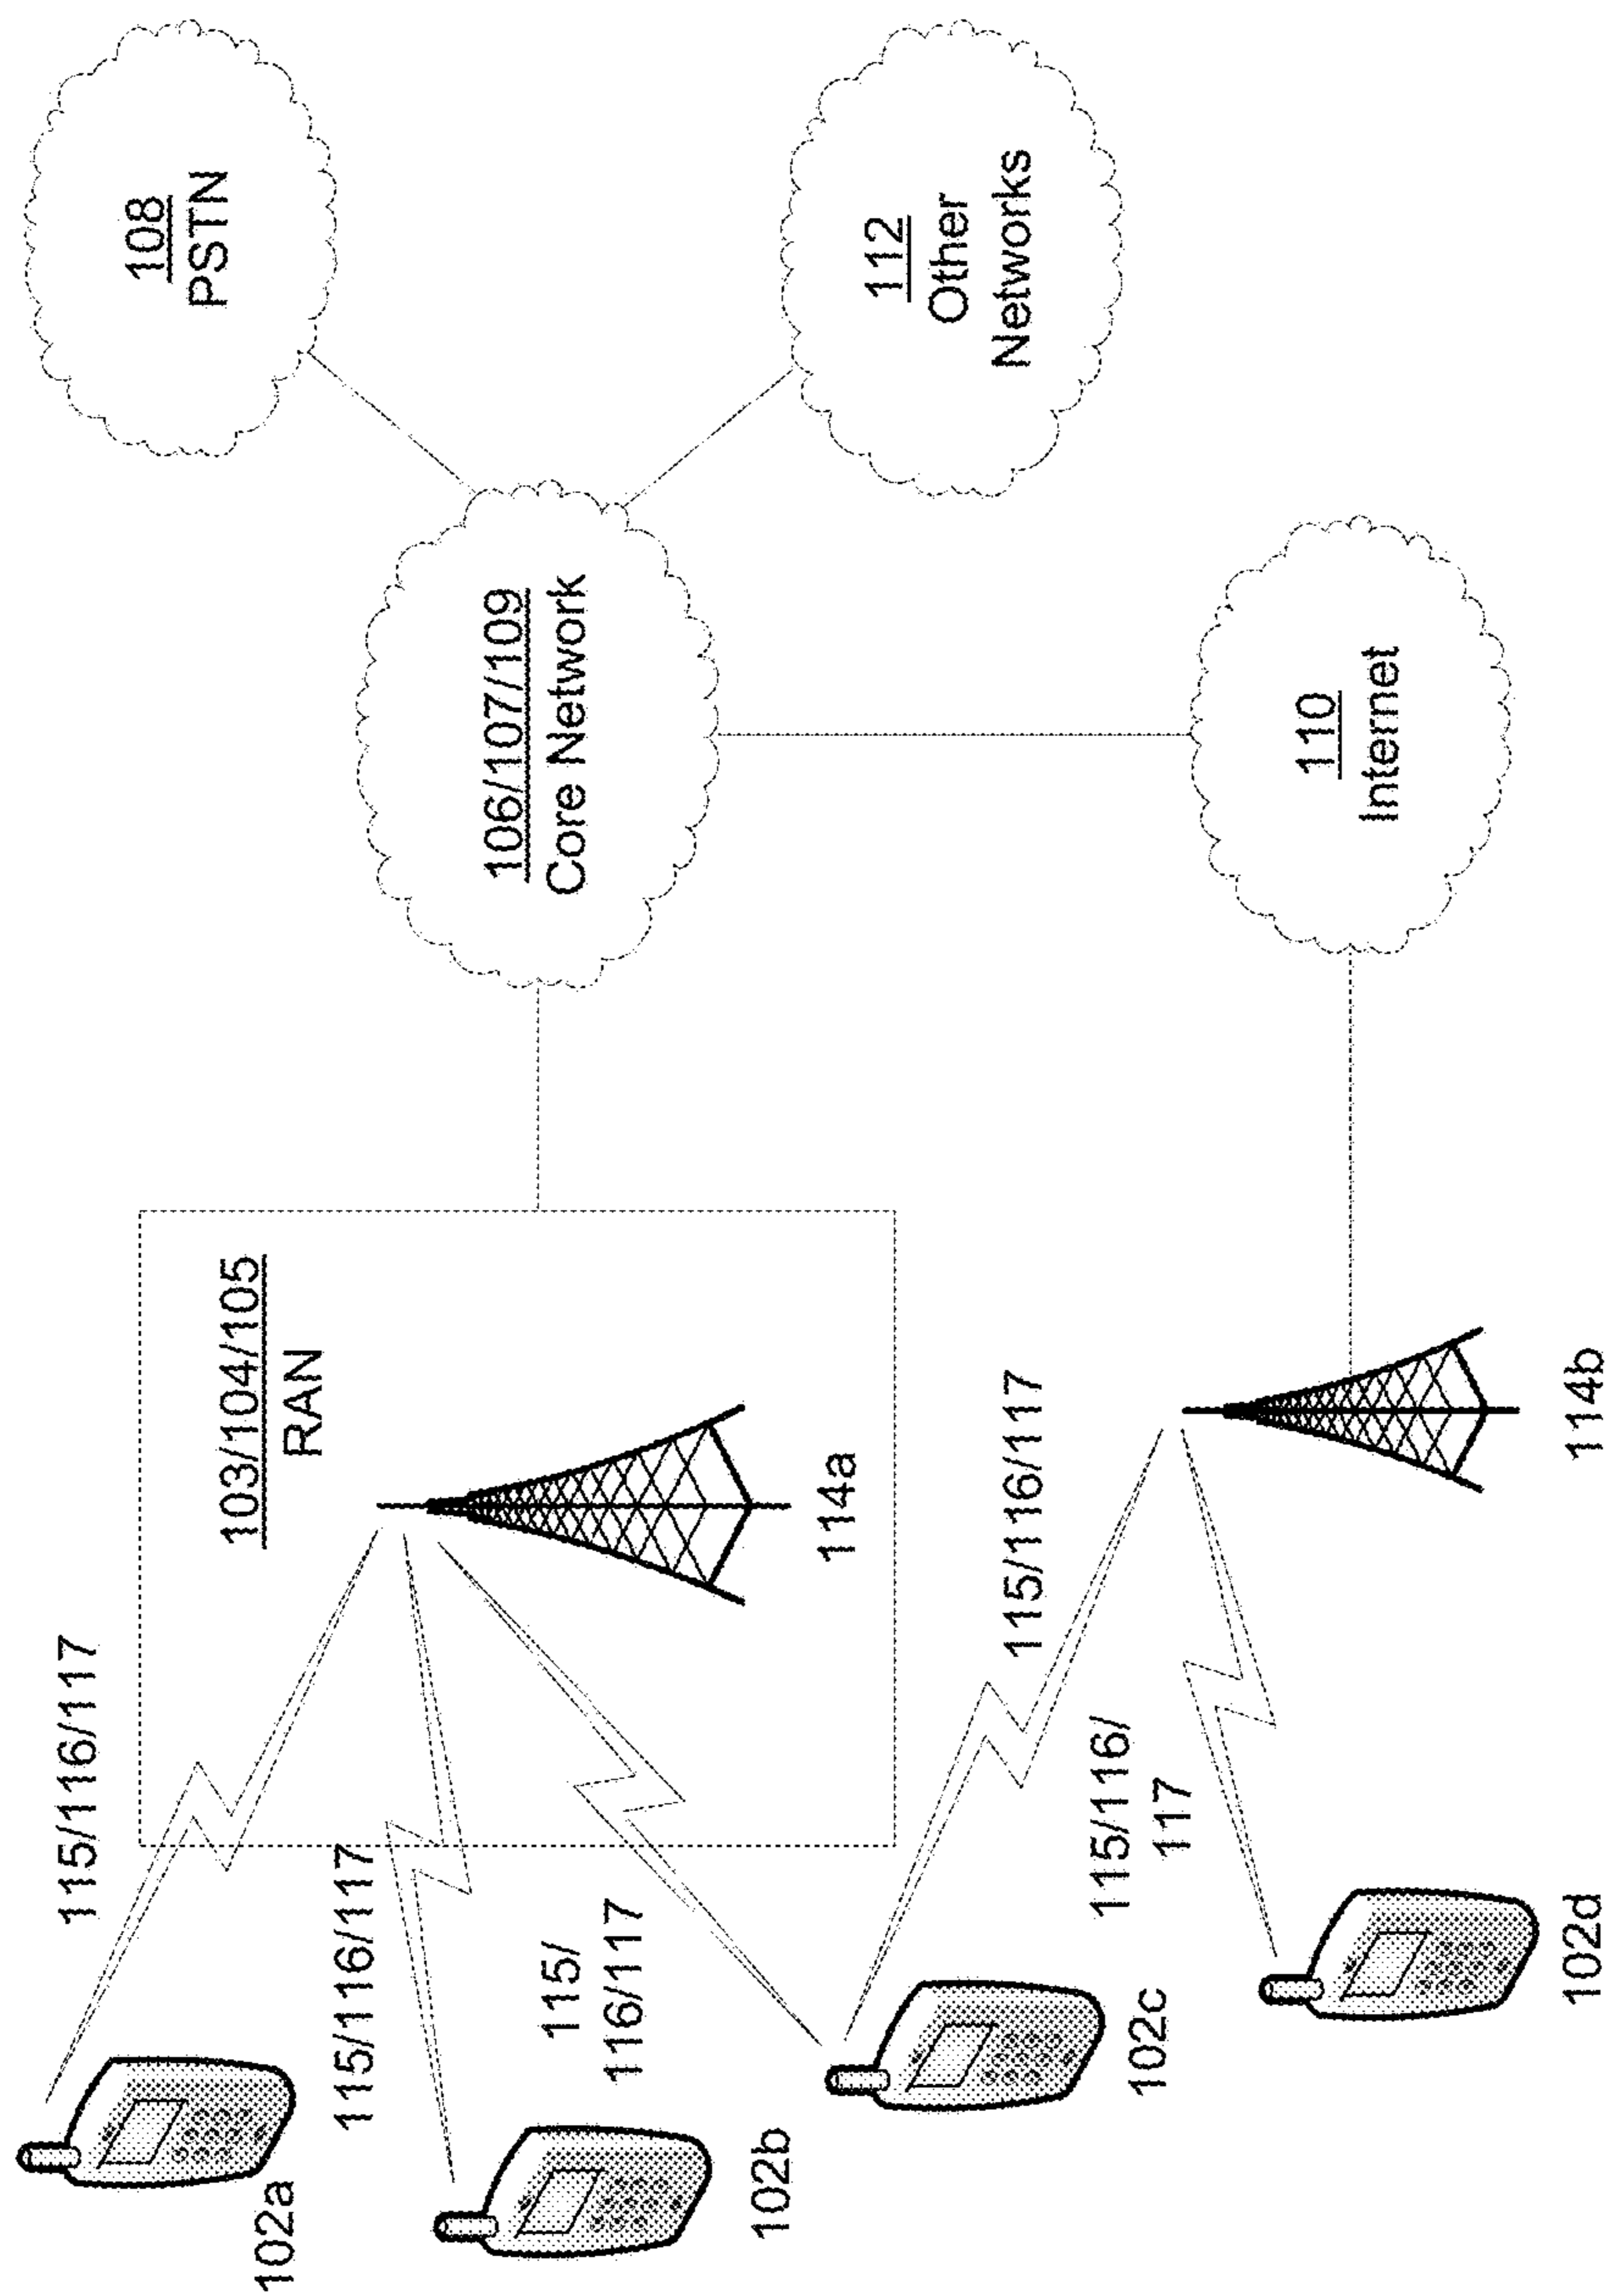 102a
115/116/117
103/104/105
RAN
114a
102b
115/116/117
115/
116/117
102c
115/116/117
115/116/
117
102d
114b
106/107/109
Core Network
108
PSTN
112
Other
Networks
110
Internet